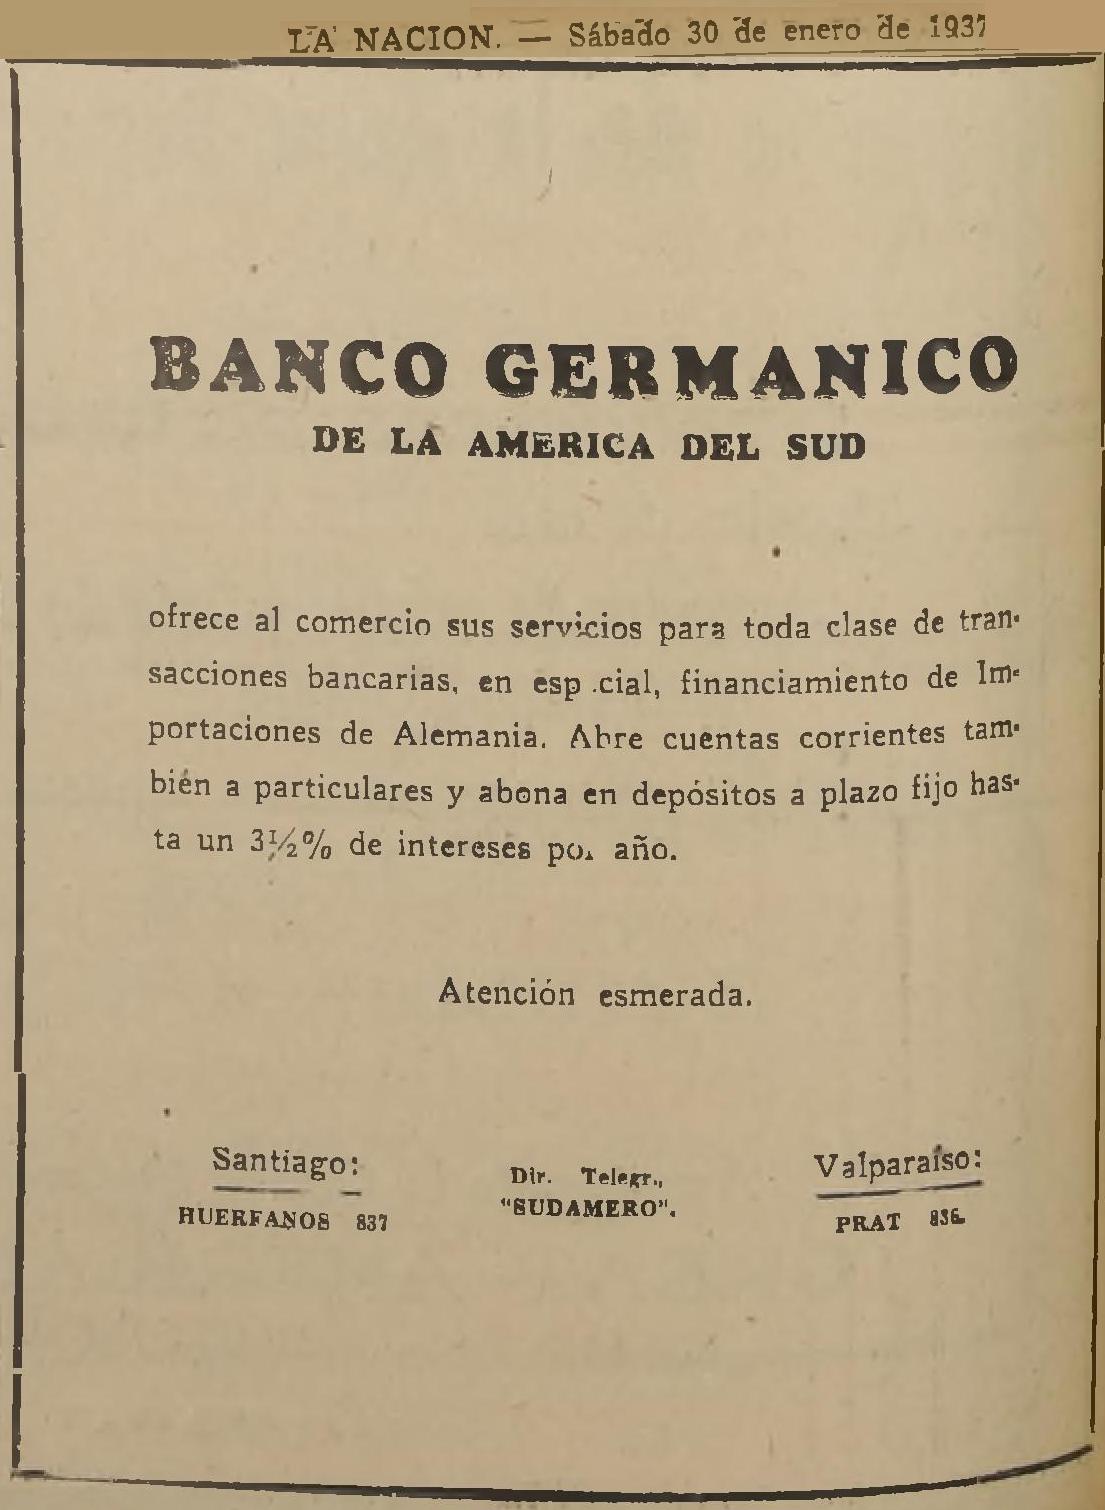 LA NACION. — Sábado 30 de enero de 1937
BANCO GERMANICO
DE LA AMERICA DEL SUD
ofrece al comercio sus servicios para toda clase de tran-
sacciones bancarias, en esp.cial, financiamiento de Im-
portaciones de Alemania. Abre cuentas corrientes tam-
bién a particulares y abona en depósitos a plazo fijo has-
ta un 3½% de intereses por año.
Atención esmerada.
Santiago:
HUERFANOS 837
Dir. Telegr.,
"SUDAMERO".
Valparaíso:
PRAT 836